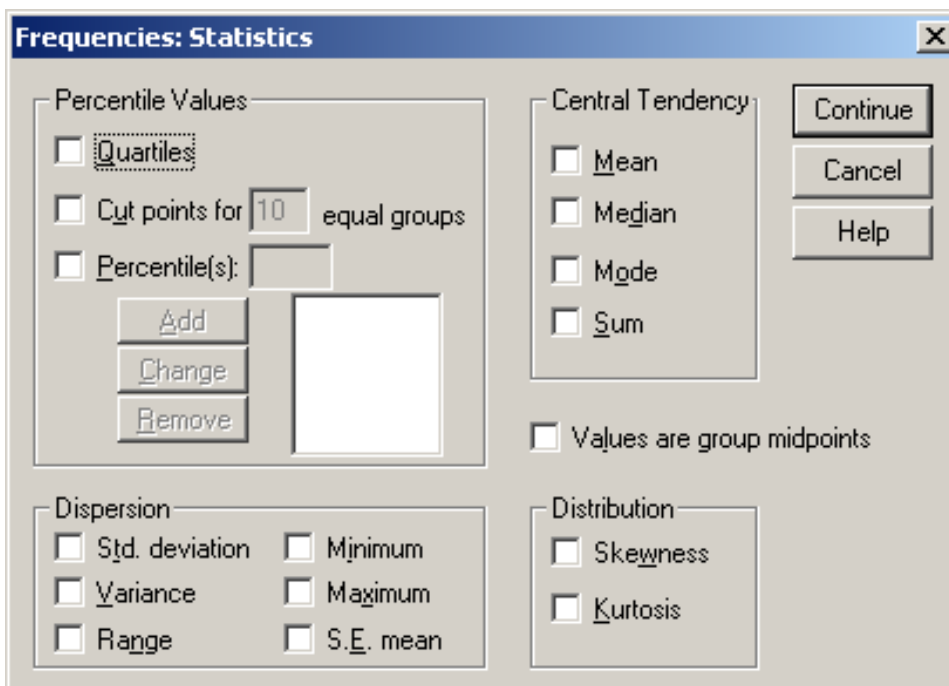 Frequencies: Statistics
Percentile Values
Quartiles
Cut points for 10 equal groups
Percentile(s):
Add
Change
Remove
Central Tendency
Mean
Median
Mode
Sum
Continue
Cancel
Help
Values are group midpoints
Dispersion
Std. deviation
Minimum
Variance
Maximum
Range
S.E. mean
Distribution
Skewness
Kurtosis